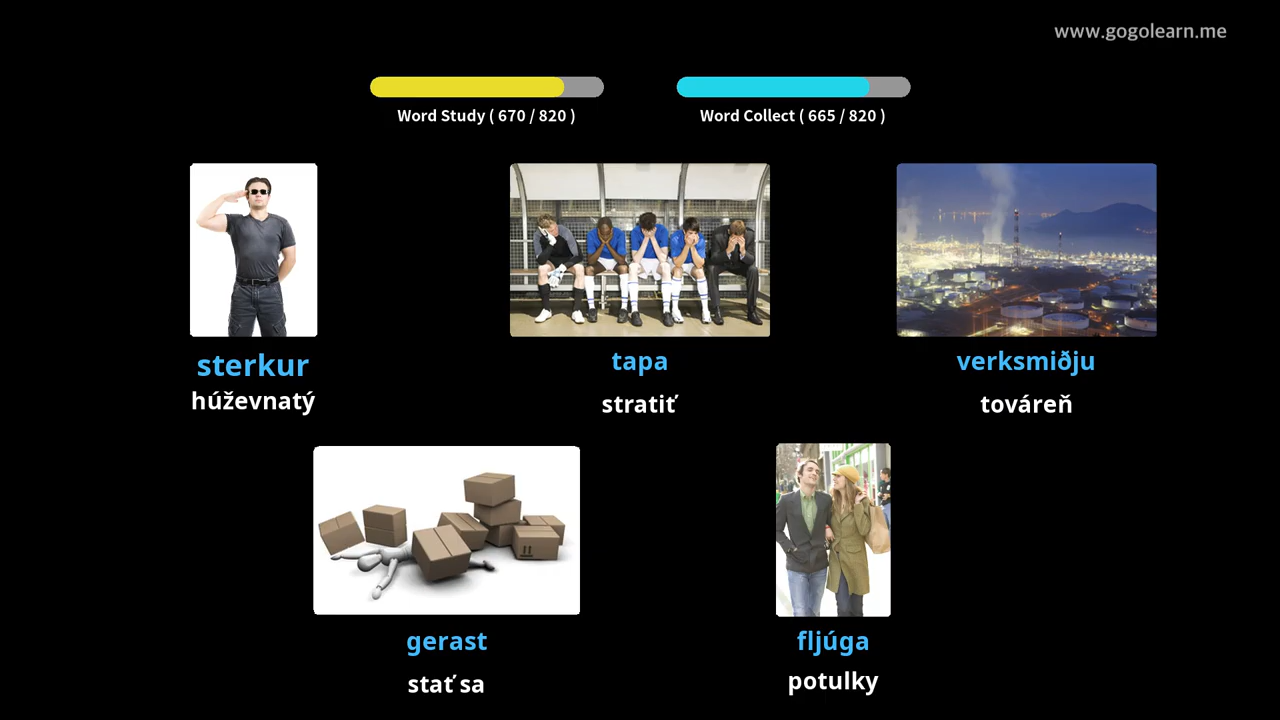 www.gogolearn.me
Word Study ( 670 / 820 )
Word Collect ( 665 / 820 )
sterkur
húževnatý
tapa
stratiť
verksmiðju
továreň
gerast
stať sa
fljúga
potulky